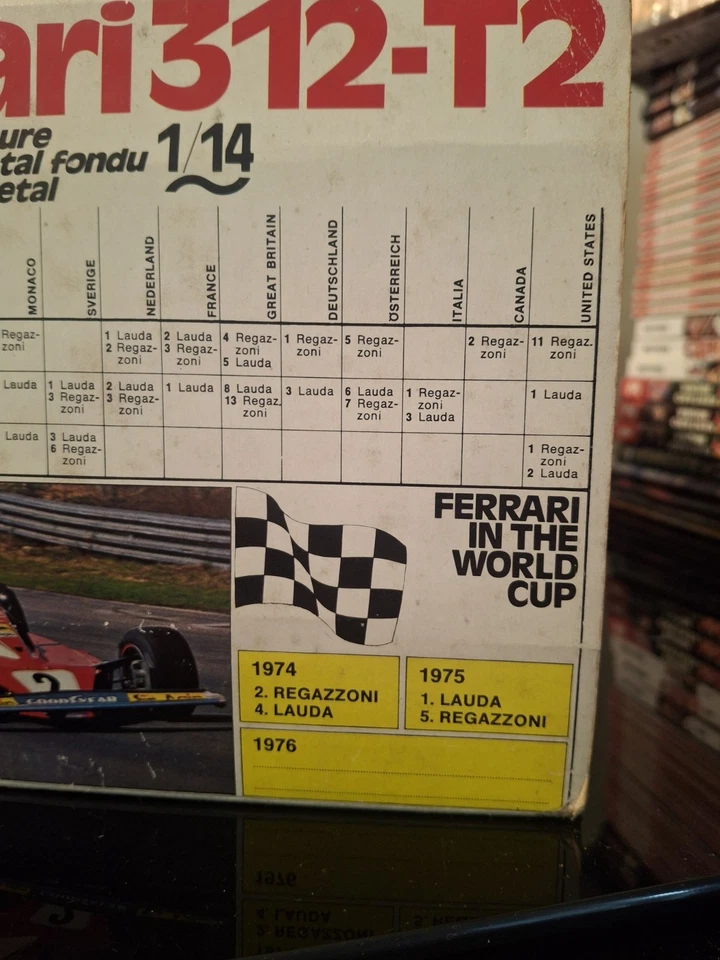 ari 312-T2
ure
tal fondu 1/14
etal
MONACO
SVERIGE
NEDERLAND
FRANCE
GREAT BRITAIN
DEUTSCHLAND
ÖSTERREICH
ITALIA
CANADA
UNITED STATES
Regaz- 1 Lauda 2 Lauda 4 Regaz- 1 Regaz- 5 Regaz- 2 Regaz- 11 Regaz.
zoni 2 Regaz- 3 Regaz- zoni zoni zoni zoni zoni
zoni zoni 5 Lauda
Lauda 1 Lauda 2 Lauda 1 Lauda 8 Lauda 3 Lauda 6 Lauda 1 Regaz- 1 Lauda
3 Regaz- 3 Regaz- 13 Regaz. 7 Regaz- zoni
zoni zoni zoni zoni 3 Lauda
Lauda 3 Lauda 1 Regaz-
6 Regaz- zoni
zoni 2 Lauda
FERRARI
IN THE
WORLD
CUP
2
GOODYEAR Agip
1974
2. REGAZZONI
4. LAUDA
1975
1. LAUDA
5. REGAZZONI
1976